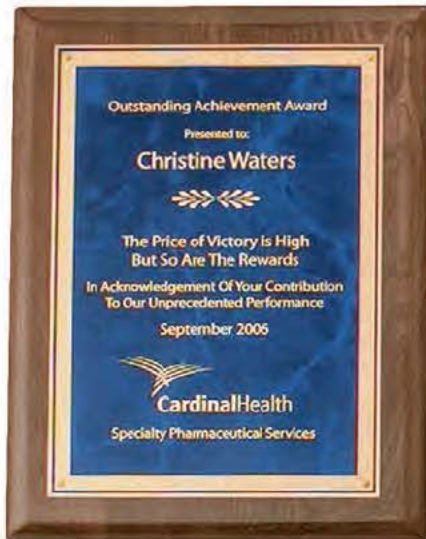 Outstanding Achievement Award
Presented to:
Christine Waters
The Price of Victory is High
But So Are The Rewards
In Acknowledgement Of Your Contribution
To Our Unprecedented Performance
September 2006
CardinalHealth
Specialty Pharmaceutical Services